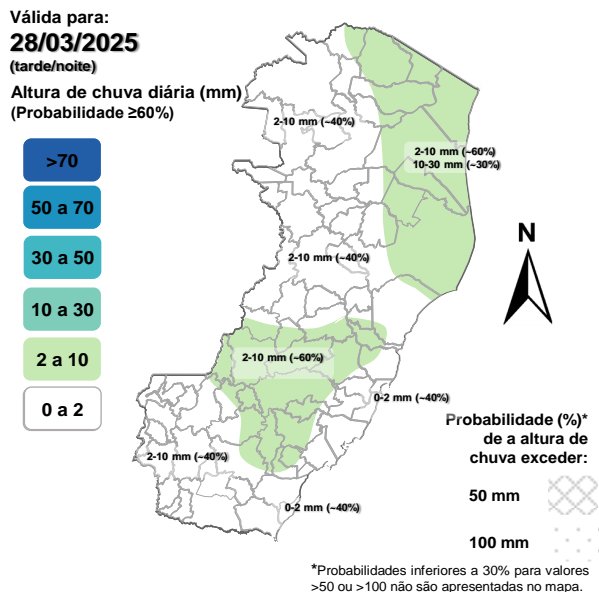 Válida para:
28/03/2025
(tarde/noite)
Altura de chuva diária (mm)
(Probabilidade ≥60%)
>70
50 a 70
30 a 50
10 a 30
2 a 10
0 a 2
2-10 mm (~40%)
2-10 mm (~60%)
10-30 mm (~30%)
2-10 mm (~40%)
2-10 mm (~60%)
0-2 mm (~40%)
2-10 mm (~40%)
0-2 mm (~40%)
N
Probabilidade (%)*
de a altura de
chuva exceder:
50 mm
100 mm
*Probabilidades inferiores a 30% para valores
>50 ou >100 não são apresentadas no mapa.